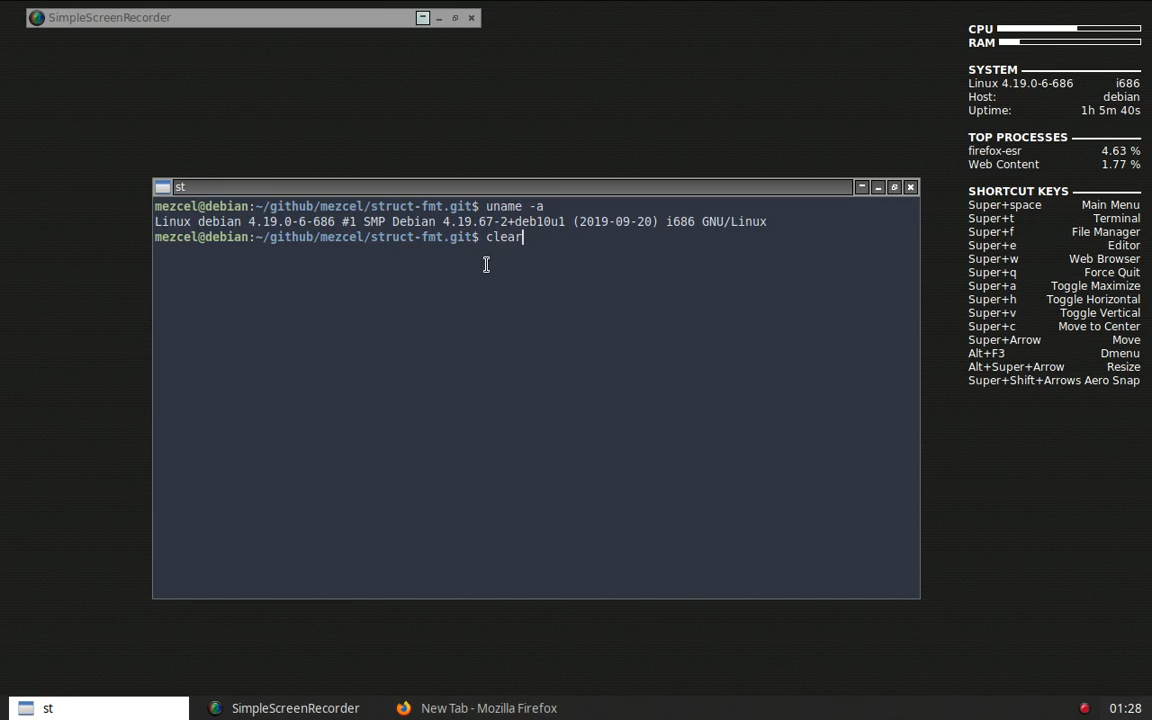 SimpleScreenRecorder
CPU
RAM
SYSTEM
Linux 4.19.0-6-686 i686
Host: debian
Uptime: 1h 5m 40s
TOP PROCESSES
firefox-esr 4.63 %
Web Content 1.77 %
SHORTCUT KEYS
Super+space Main Menu
Super+t Terminal
Super+f File Manager
Super+e Editor
Super+w Web Browser
Super+q Force Quit
Super+a Toggle Maximize
Super+h Toggle Horizontal
Super+v Toggle Vertical
Super+c Move to Center
Super+Arrow Move
Alt+F3 Dmenu
Alt+Super+Arrow Resize
Super+Shift+Arrows Aero Snap
st
mezcel@debian:~/github/mezcel/struct-fmt.git$ uname -a
Linux debian 4.19.0-6-686 #1 SMP Debian 4.19.67-2+deb10u1 (2019-09-20) i686 GNU/Linux
mezcel@debian:~/github/mezcel/struct-fmt.git$ clear
st SimpleScreenRecorder New Tab - Mozilla Firefox 01:28